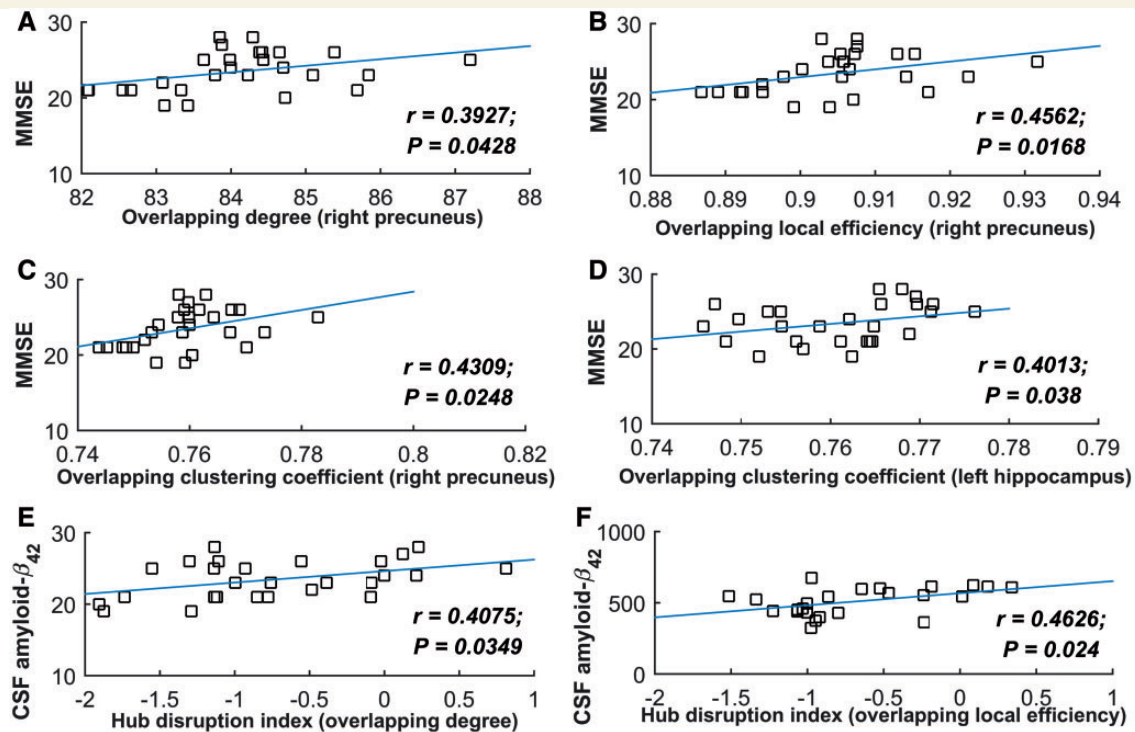 A
30
20
10
MMSE
82 83 84 85 86 87 88
Overlapping degree (right precuneus)
r = 0.3927;
P = 0.0428
B
30
20
10
MMSE
0.88 0.89 0.9 0.91 0.92 0.93 0.94
Overlapping local efficiency (right precuneus)
r = 0.4562;
P = 0.0168
C
30
20
10
MMSE
0.74 0.76 0.78 0.8 0.82
Overlapping clustering coefficient (right precuneus)
r = 0.4309;
P = 0.0248
D
30
20
10
MMSE
0.74 0.75 0.76 0.77 0.78 0.79
Overlapping clustering coefficient (left hippocampus)
r = 0.4013;
P = 0.038
E
30
20
10
CSF amyloid-β42
-2 -1.5 -1 -0.5 0 0.5 1
Hub disruption index (overlapping degree)
r = 0.4075;
P = 0.0349
F
1000
500
0
CSF amyloid-β42
-2 -1.5 -1 -0.5 0 0.5 1
Hub disruption index (overlapping local efficiency)
r = 0.4626;
P = 0.024